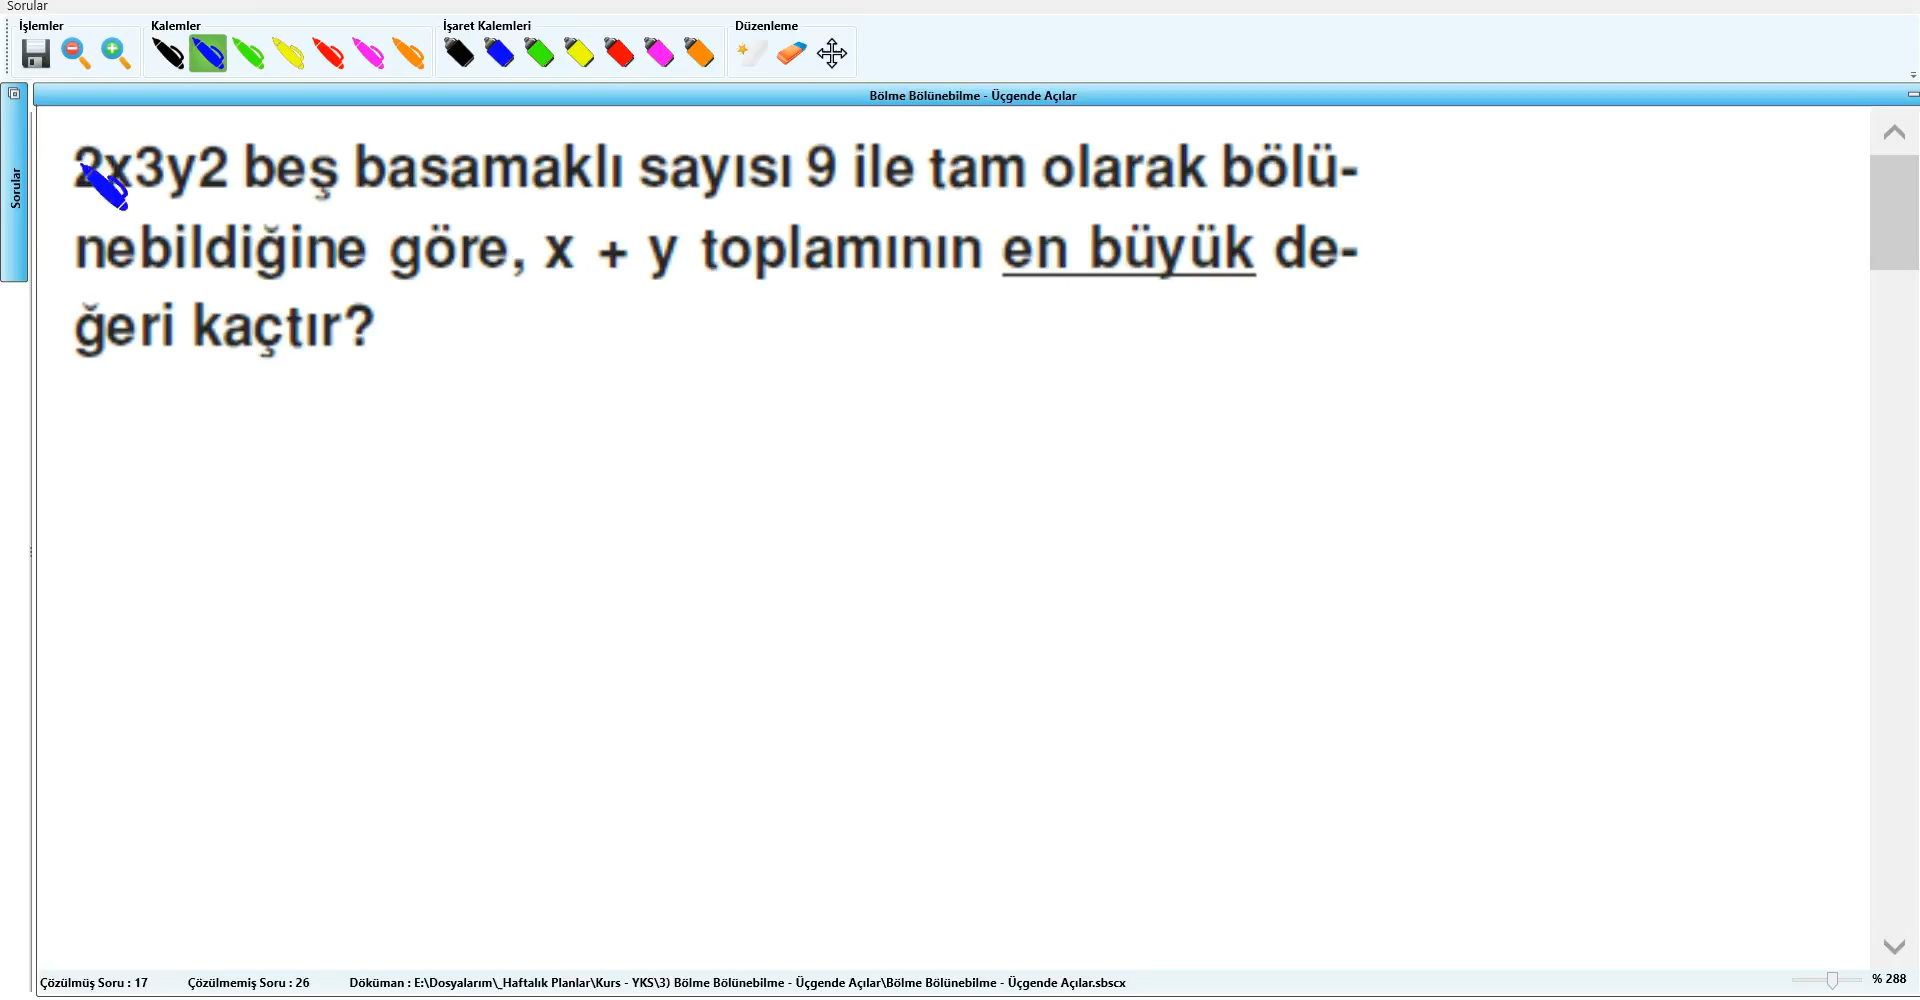 Sorular
İşlemler Kalemler İşaret Kalemleri Düzenleme
Bölme Bölünebilme - Üçgende Açılar
Sorular
2x3y2 beş basamaklı sayısı 9 ile tam olarak bölü-
nebildiğine göre, x + y toplamının en büyük de-
ğeri kaçtır?
Çözülmüş Soru : 17 Çözülmemiş Soru : 26 Döküman : E:\Dosyalarım\_Haftalık Planlar\Kurs - YKS\3) Bölme Bölünebilme - Üçgende Açılar\Bölme Bölünebilme - Üçgende Açılar.sbscx % 288